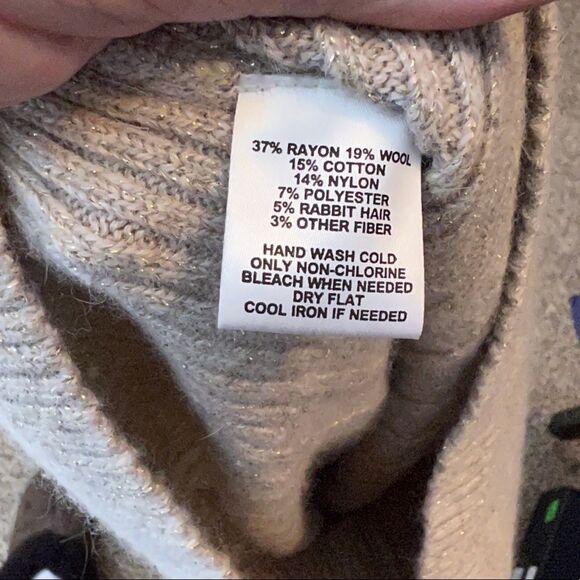 37% RAYON 19% WOOL
15% COTTON
14% NYLON
7% POLYESTER
5% RABBIT HAIR
3% OTHER FIBER
HAND WASH COLD
ONLY NON-CHLORINE
BLEACH WHEN NEEDED
DRY FLAT
COOL IRON IF NEEDED